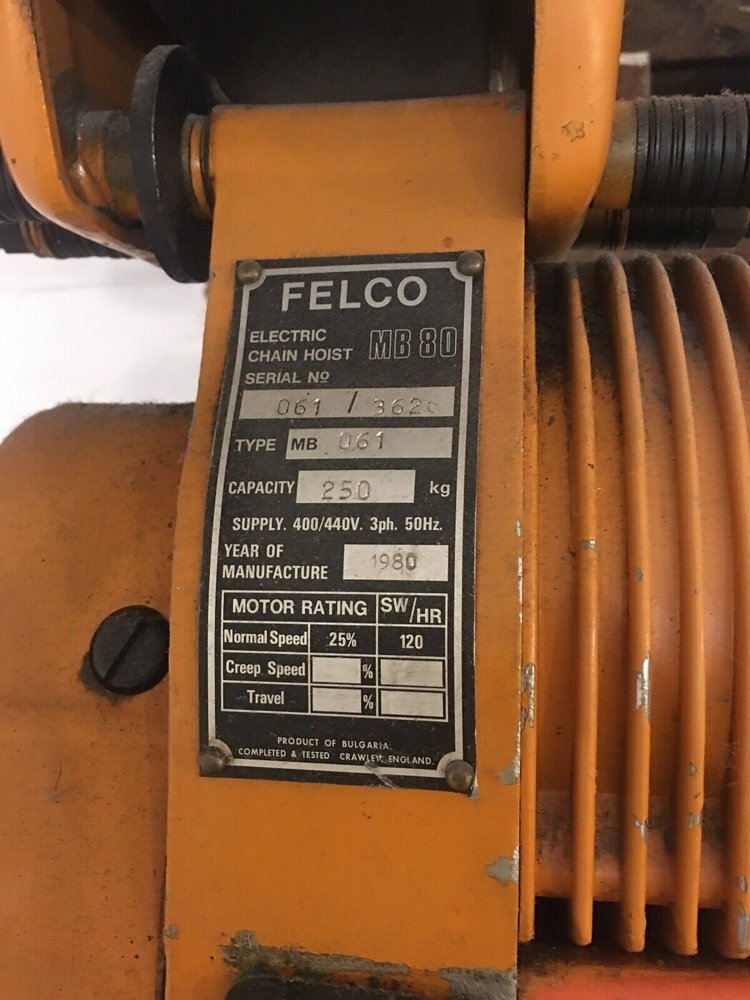 FELCO
ELECTRIC
CHAIN HOIST MB 80
SERIAL Nº
061 / 3626
TYPE MB 061
CAPACITY 250 kg
SUPPLY. 400/440V. 3ph. 50Hz.
YEAR OF
MANUFACTURE 1980
MOTOR RATING SW/HR
Normal Speed 25% 120
Creep Speed %
Travel %
PRODUCT OF BULGARIA.
COMPLETED & TESTED CRAWLEY, ENGLAND.